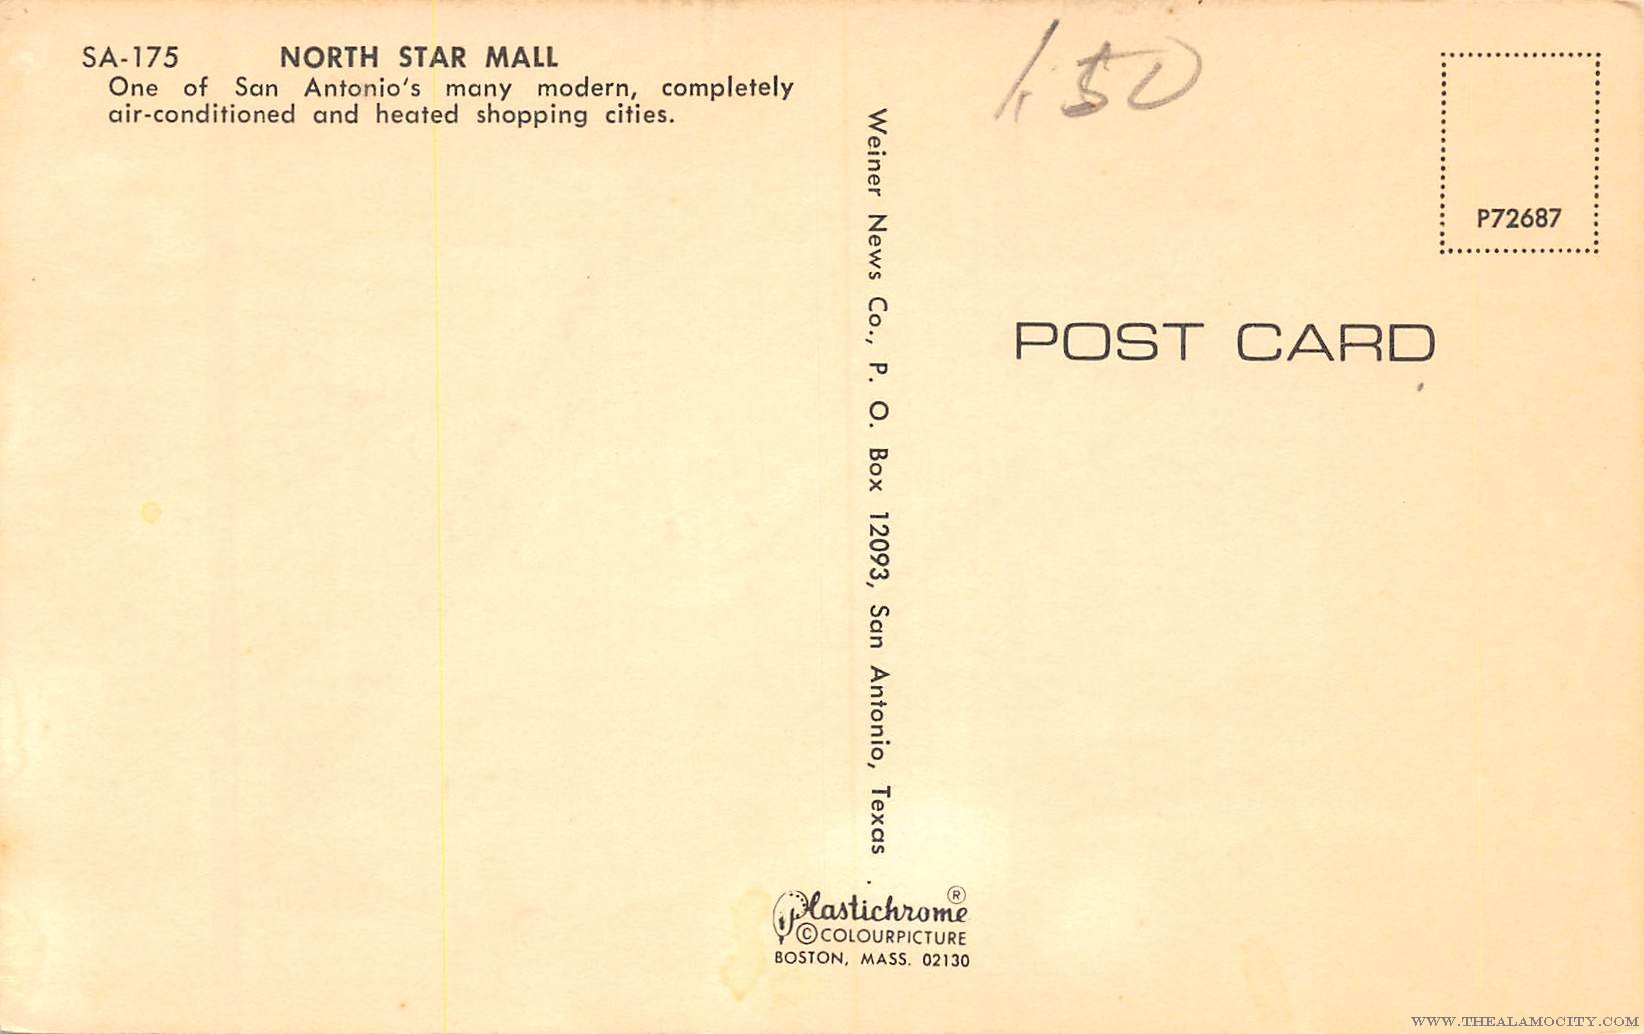 SA-175 NORTH STAR MALL
One of San Antonio's many modern, completely
air-conditioned and heated shopping cities.
Weiner News Co., P. O. Box 12093, San Antonio, Texas
Plastichrome ®
© COLOURPICTURE
BOSTON, MASS. 02130
1.50
P72687
POST CARD
WWW.THEALAMOCITY.COM